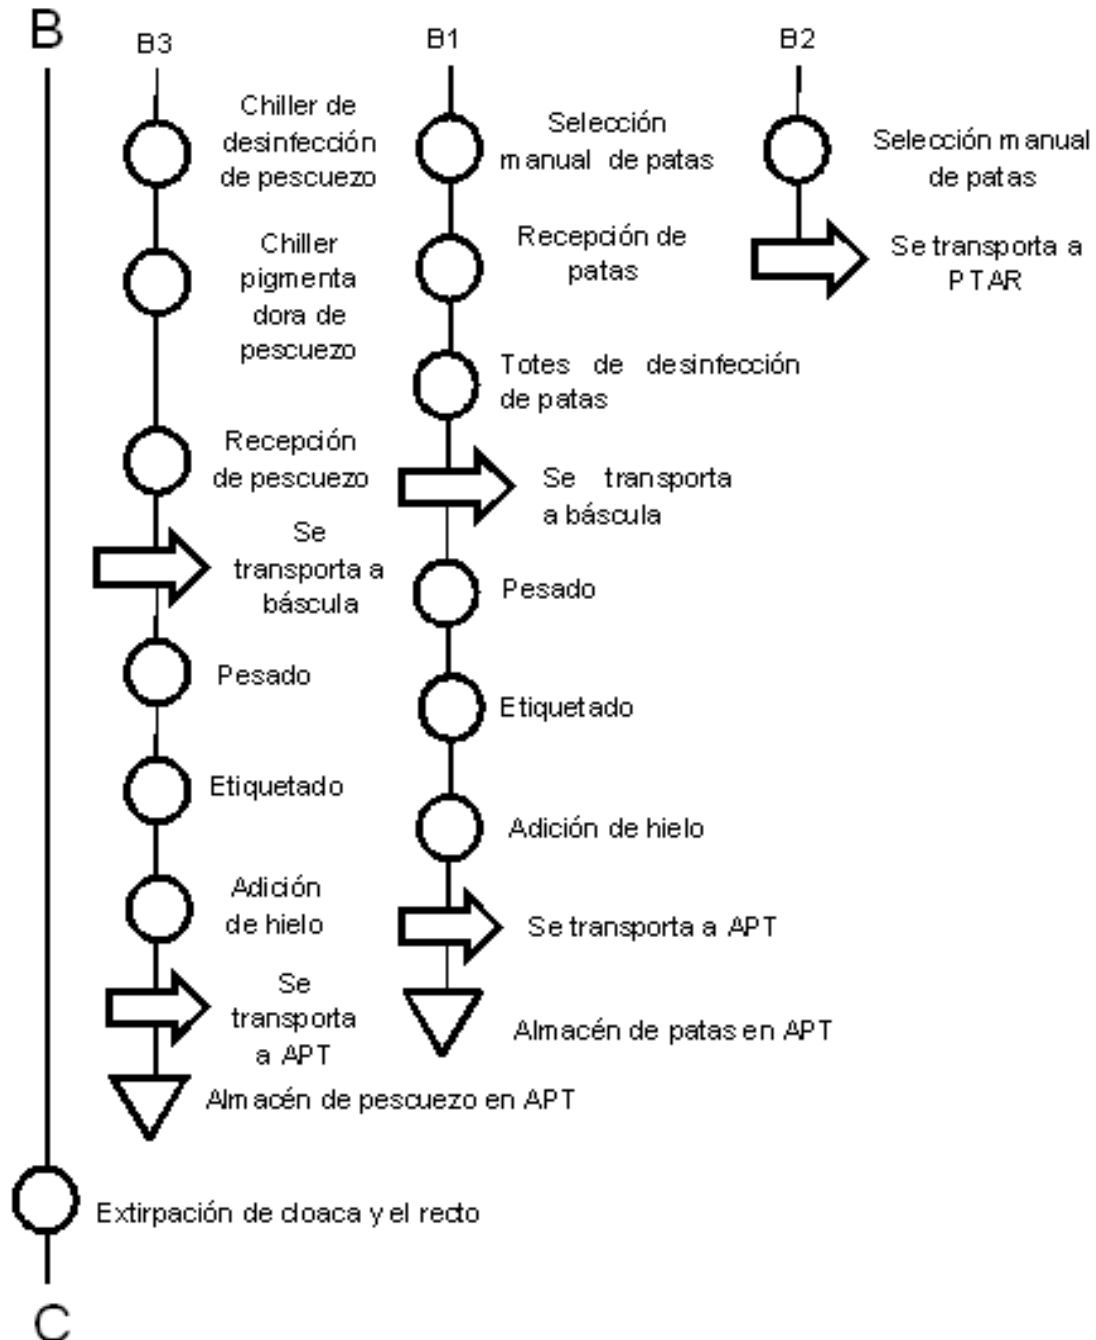 B
B3
Chiller de
desinfección
de pescuezo
Chiller
pigmenta
dora de
pescuezo
Recepción
de pescuezo
Se
transporta a
báscula
Pesado
Etiquetado
Adición
de hielo
Se
transporta
a APT
Almacén de pescuezo en APT
B1
Selección
manual de patas
Recepción de
patas
Totes de desinfección
de patas
Se transporta
a báscula
Pesado
Etiquetado
Adición de hielo
Se transporta a APT
Almacén de patas en APT
B2
Selección manual
de patas
Se transporta a
PTAR
Extirpación de cloaca y el recto
C